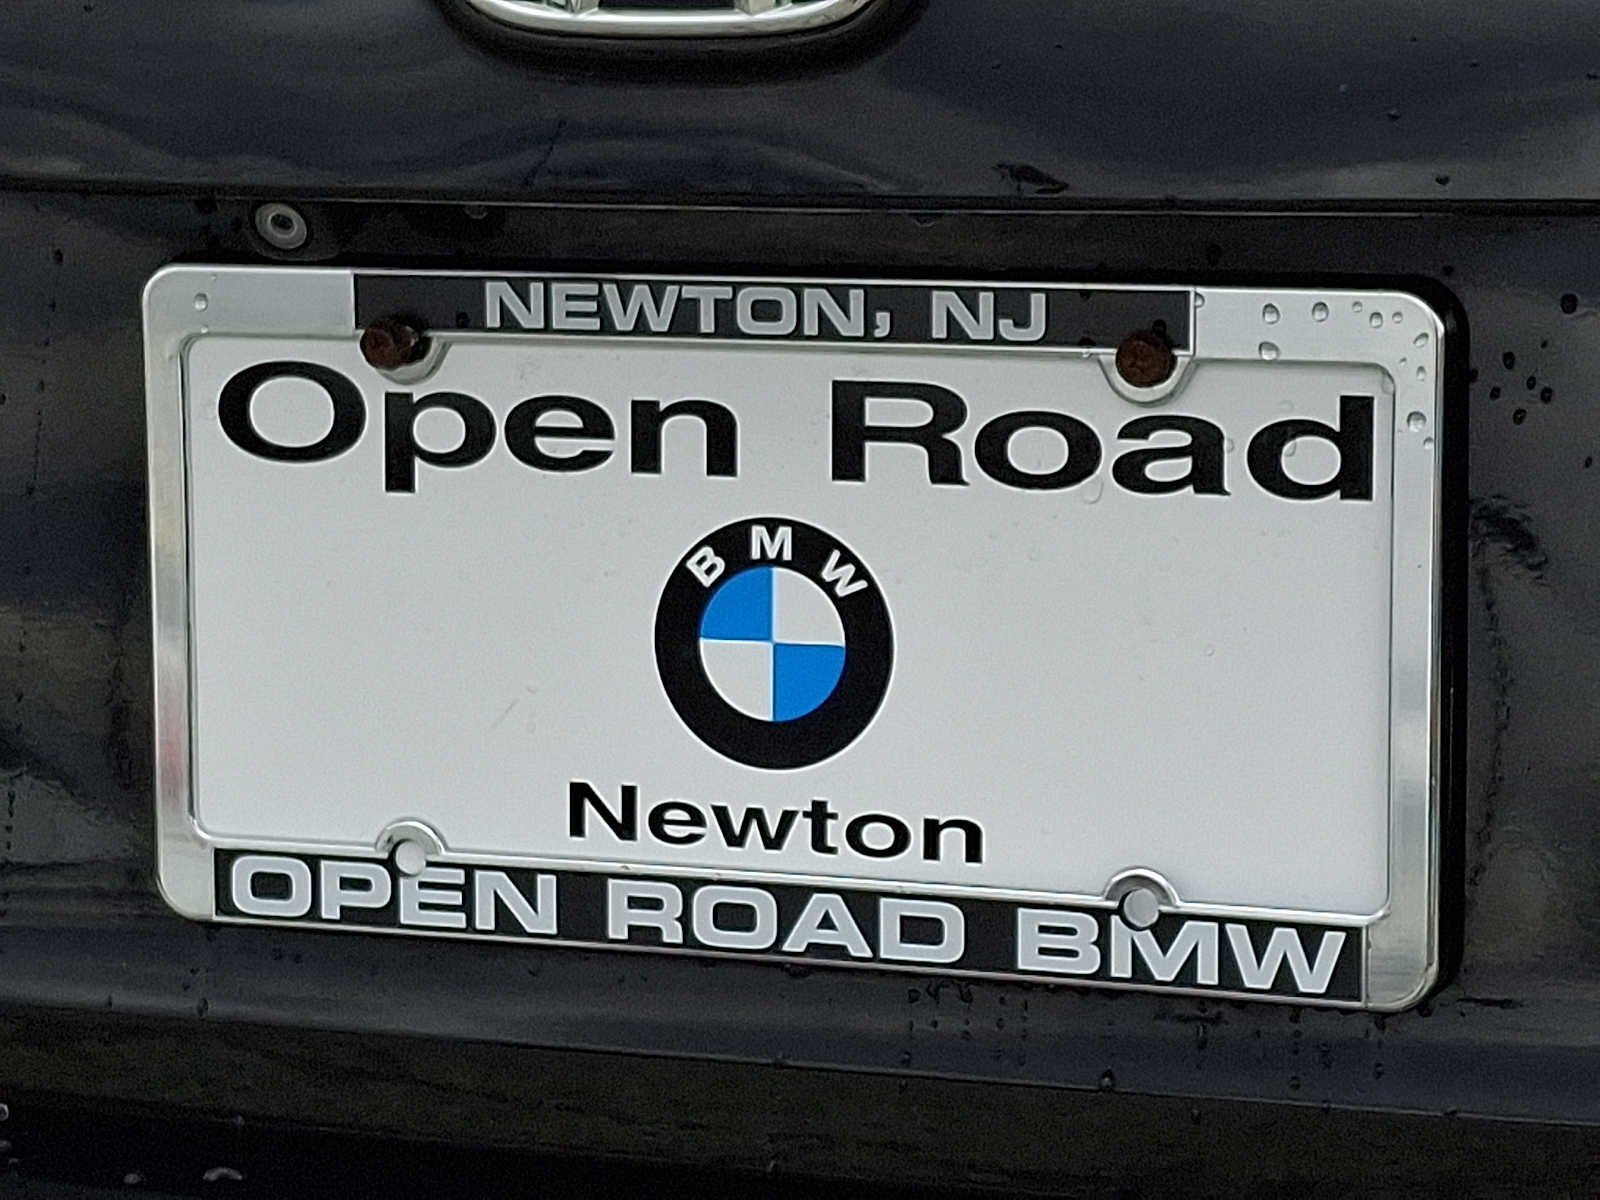 NEWTON, NJ
Open Road
BMW
Newton
OPEN ROAD BMW